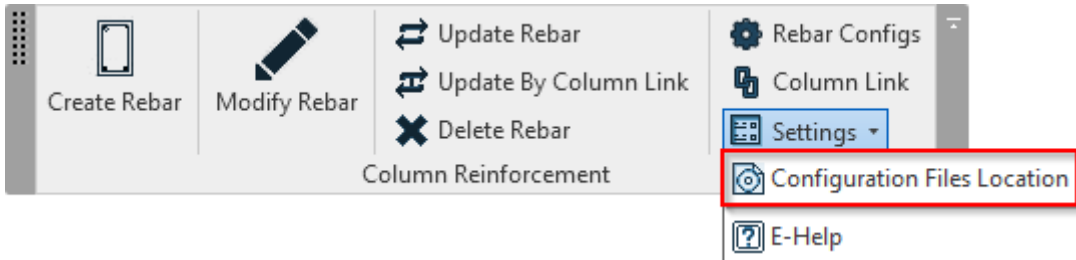 Create Rebar
Modify Rebar
Update Rebar
Update By Column Link
Delete Rebar
Rebar Configs
Column Link
Settings
Column Reinforcement
Configuration Files Location
E-Help